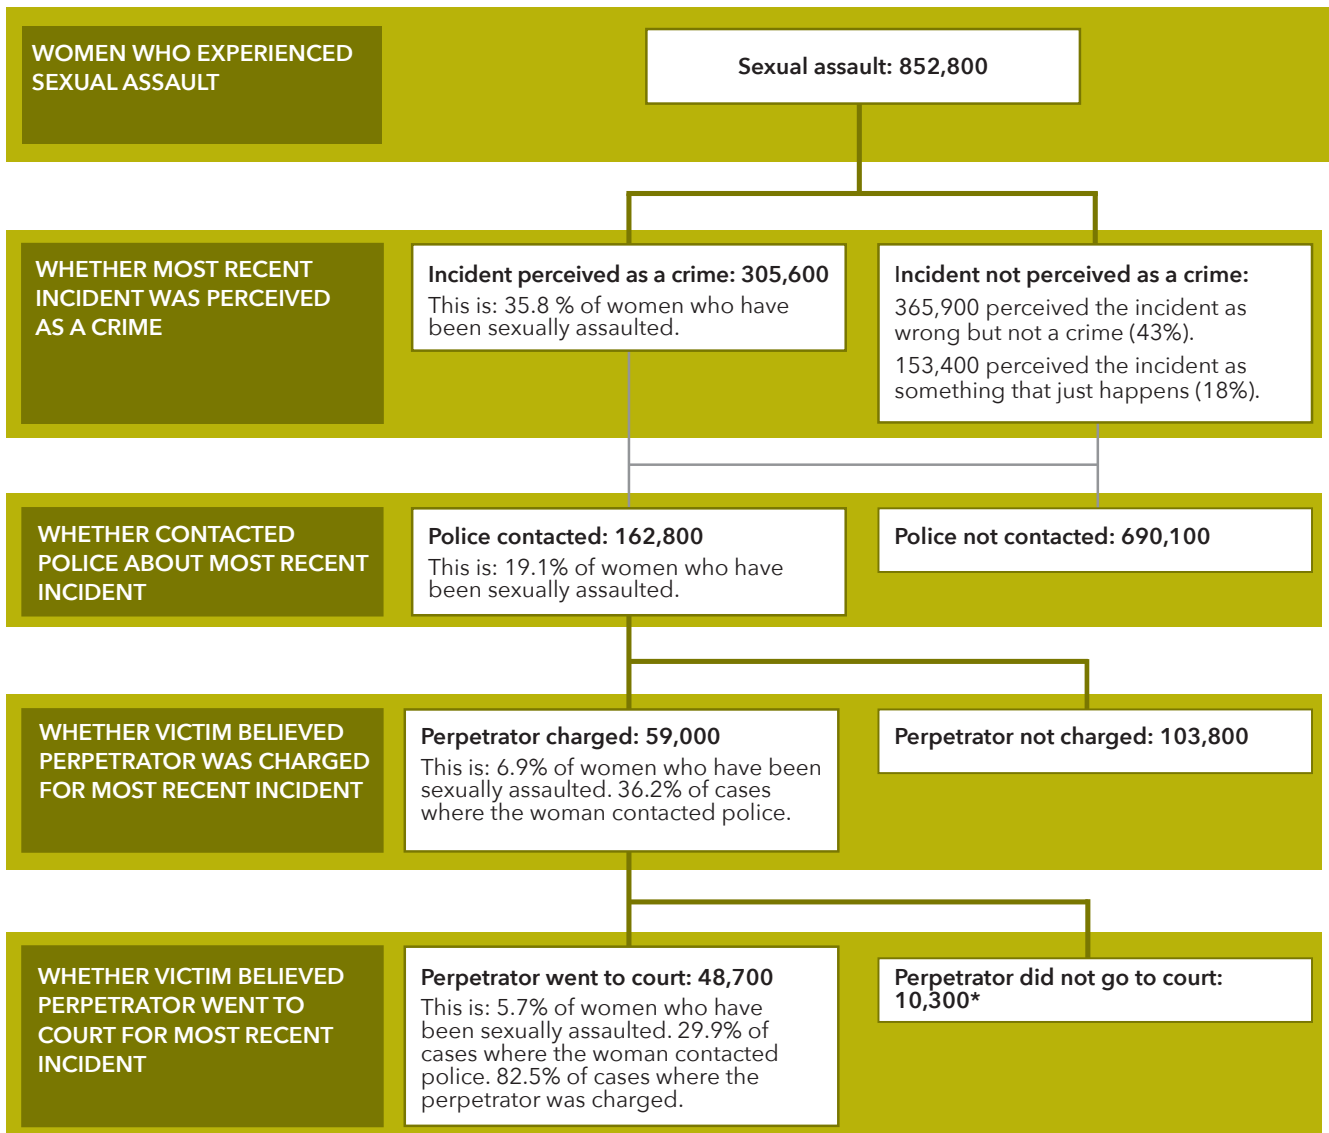 WOMEN WHO EXPERIENCED
SEXUAL ASSAULT
Sexual assault: 852,800
WHETHER MOST RECENT
INCIDENT WAS PERCEIVED
AS A CRIME
Incident perceived as a crime: 305,600
This is: 35.8 % of women who have
been sexually assaulted.
Incident not perceived as a crime:
365,900 perceived the incident as
wrong but not a crime (43%).
153,400 perceived the incident as
something that just happens (18%).
WHETHER CONTACTED
POLICE ABOUT MOST RECENT
INCIDENT
Police contacted: 162,800
This is: 19.1% of women who have
been sexually assaulted.
Police not contacted: 690,100
WHETHER VICTIM BELIEVED
PERPETRATOR WAS CHARGED
FOR MOST RECENT INCIDENT
Perpetrator charged: 59,000
This is: 6.9% of women who have been
sexually assaulted. 36.2% of cases
where the woman contacted police.
Perpetrator not charged: 103,800
WHETHER VICTIM BELIEVED
PERPETRATOR WENT TO
COURT FOR MOST RECENT
INCIDENT
Perpetrator went to court: 48,700
This is: 5.7% of women who have
been sexually assaulted. 29.9% of
cases where the woman contacted
police. 82.5% of cases where the
perpetrator was charged.
Perpetrator did not go to court:
10,300*